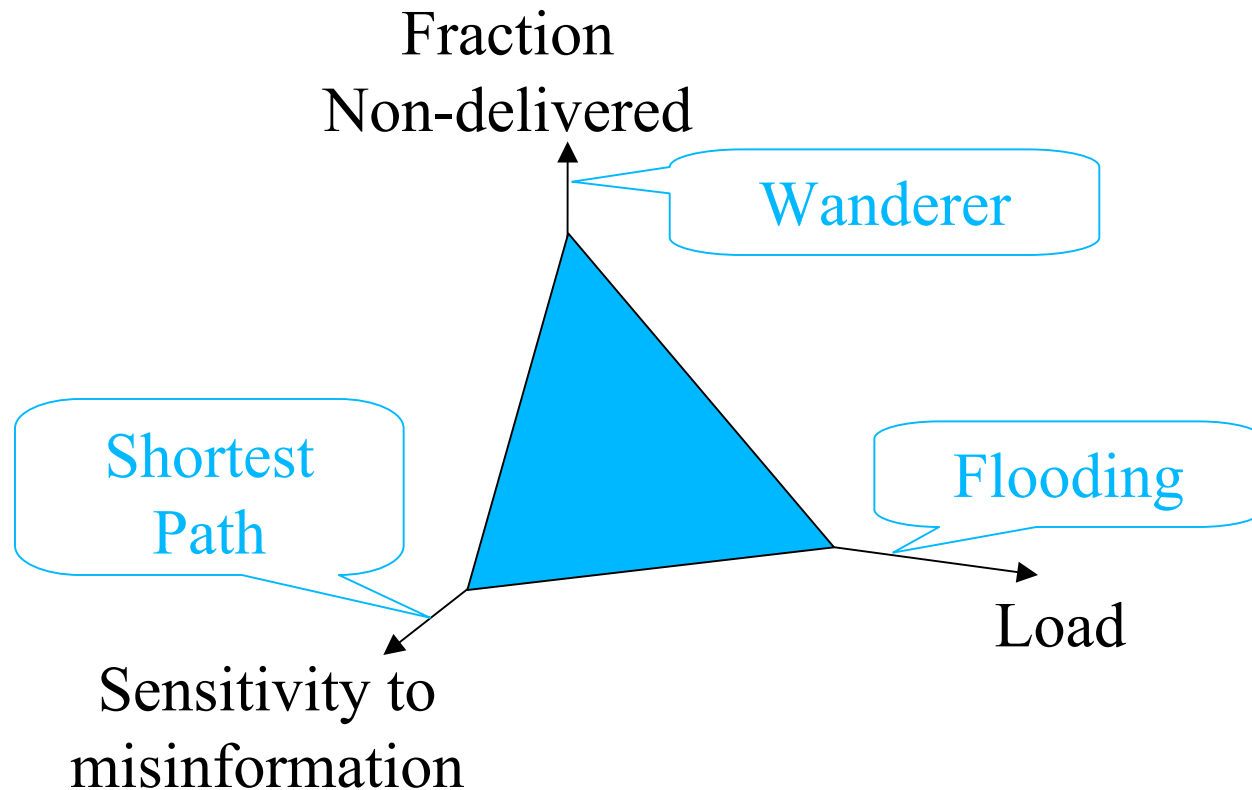 Fraction
Non-delivered
Wanderer
Shortest
Path
Flooding
Load
Sensitivity to
misinformation